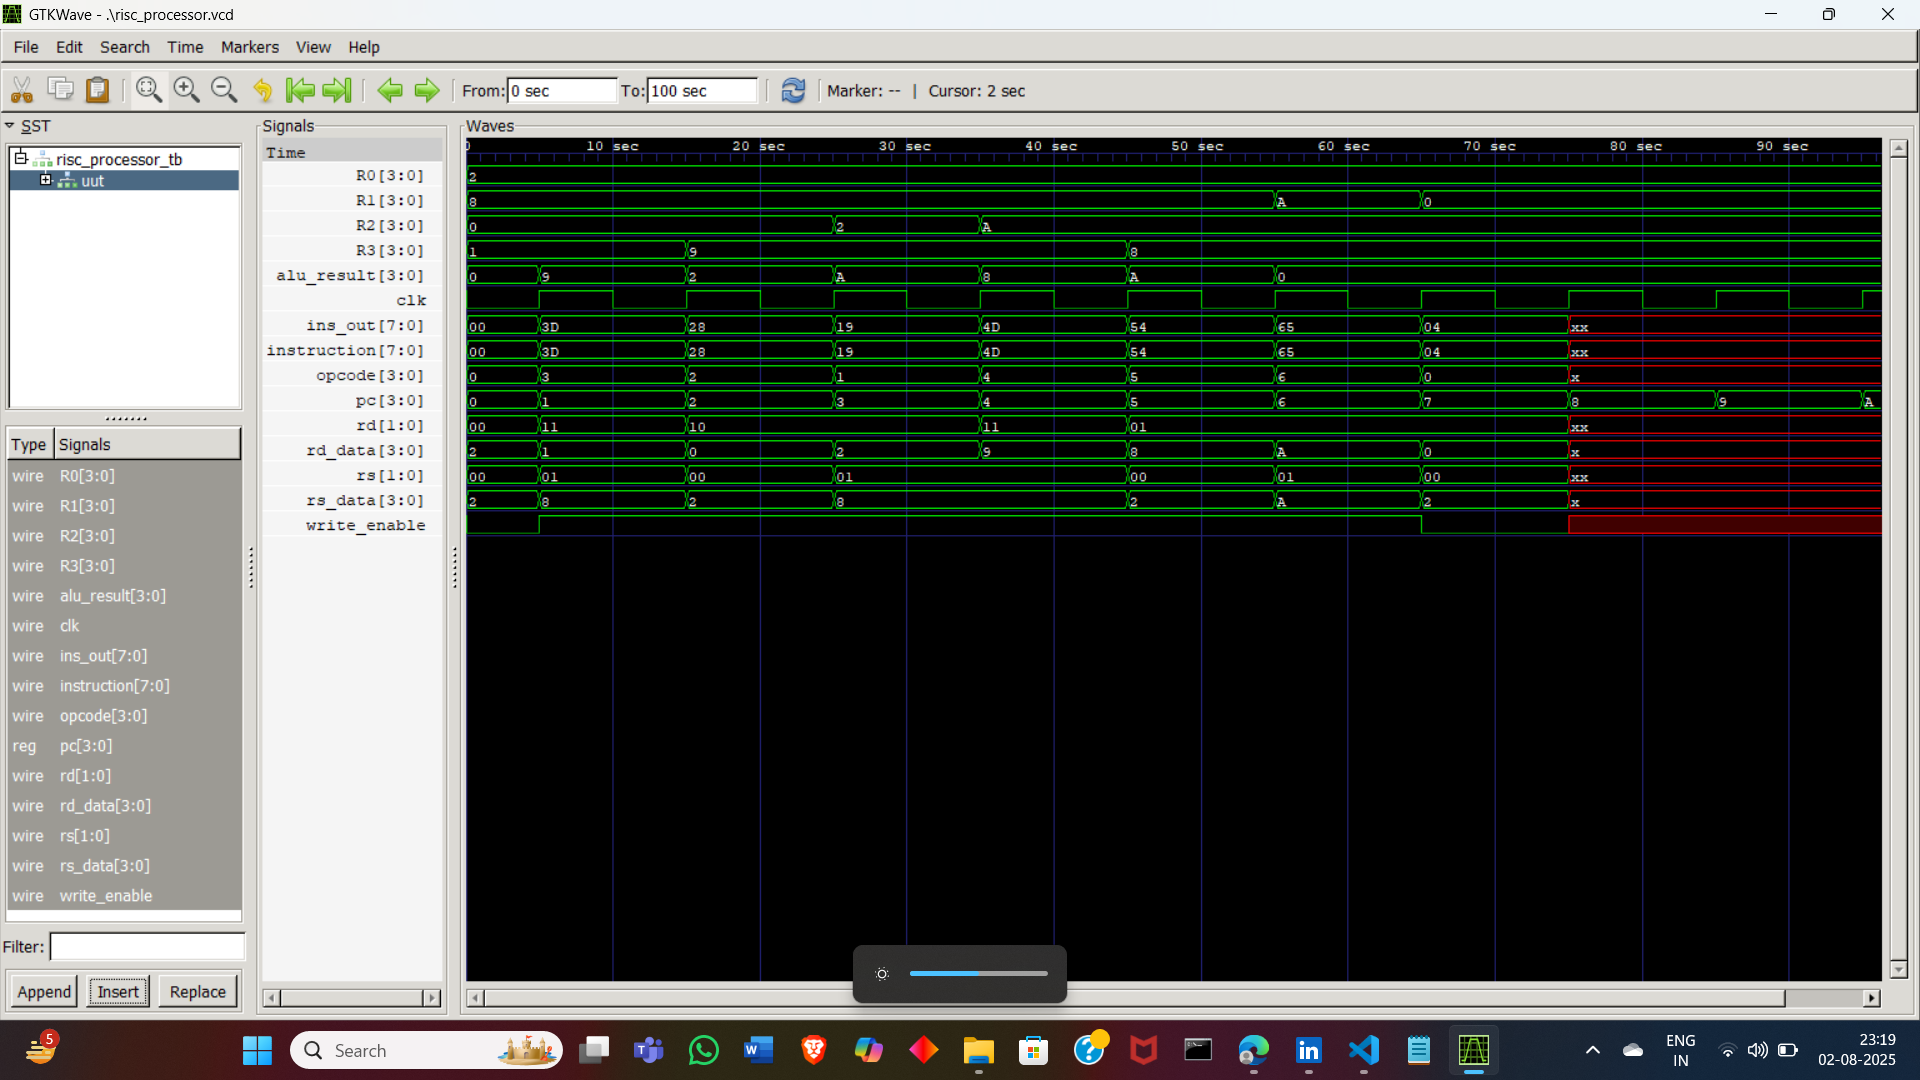 GTKWave - .\risc_processor.vcd
File Edit Search Time Markers View Help
From: 0 sec To: 100 sec Marker: -- | Cursor: 2 sec
SST
risc_processor_tb
uut
Type Signals
wire R0[3:0]
wire R1[3:0]
wire R2[3:0]
wire R3[3:0]
wire alu_result[3:0]
wire clk
wire ins_out[7:0]
wire instruction[7:0]
wire opcode[3:0]
reg pc[3:0]
wire rd[1:0]
wire rd_data[3:0]
wire rs[1:0]
wire rs_data[3:0]
wire write_enable
Filter:
Append Insert Replace
Signals
Time
R0[3:0]
R1[3:0]
R2[3:0]
R3[3:0]
alu_result[3:0]
clk
ins_out[7:0]
instruction[7:0]
opcode[3:0]
pc[3:0]
rd[1:0]
rd_data[3:0]
rs[1:0]
rs_data[3:0]
write_enable
Waves
0 10 sec 20 sec 30 sec 40 sec 50 sec 60 sec 70 sec 80 sec 90 sec
2
8 A 0
0 2 A
1 9 8
0 9 2 A 8 A 0
00 3D 28 19 4D 54 65 04 xx
00 3D 28 19 4D 54 65 04 xx
0 3 2 1 4 5 6 0 x
0 1 2 3 4 5 6 7 8 9 A
00 11 10 11 01 xx
2 1 0 2 9 8 A 0 x
00 01 00 01 00 01 00 xx
2 8 2 8 2 A 2 x
5
Search
ENG
IN
23:19
02-08-2025